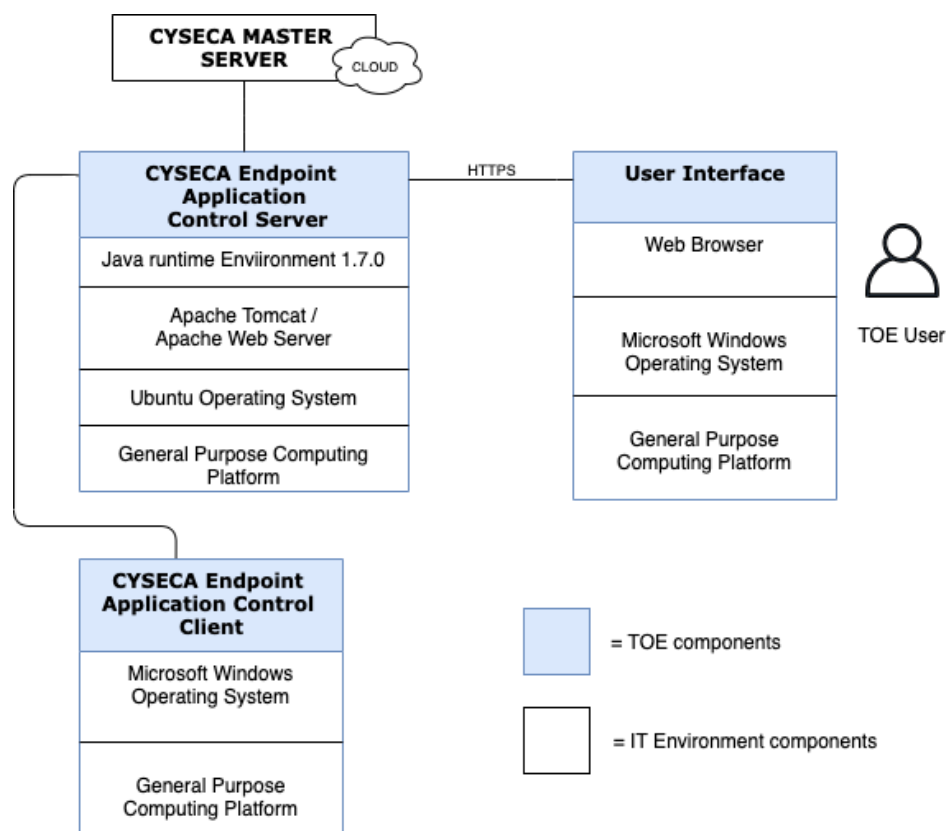 CYSECA MASTER
SERVER
CLOUD
CYSECA Endpoint
Application
Control Server
HTTPS
User Interface
Java runtime Enviironment 1.7.0
Web Browser
Apache Tomcat /
Apache Web Server
Microsoft Windows
Operating System
TOE User
Ubuntu Operating System
General Purpose Computing
Platform
General Purpose
Computing Platform
CYSECA Endpoint
Application Control
Client
Microsoft Windows
Operating System
General Purpose
Computing Platform
= TOE components
= IT Environment components